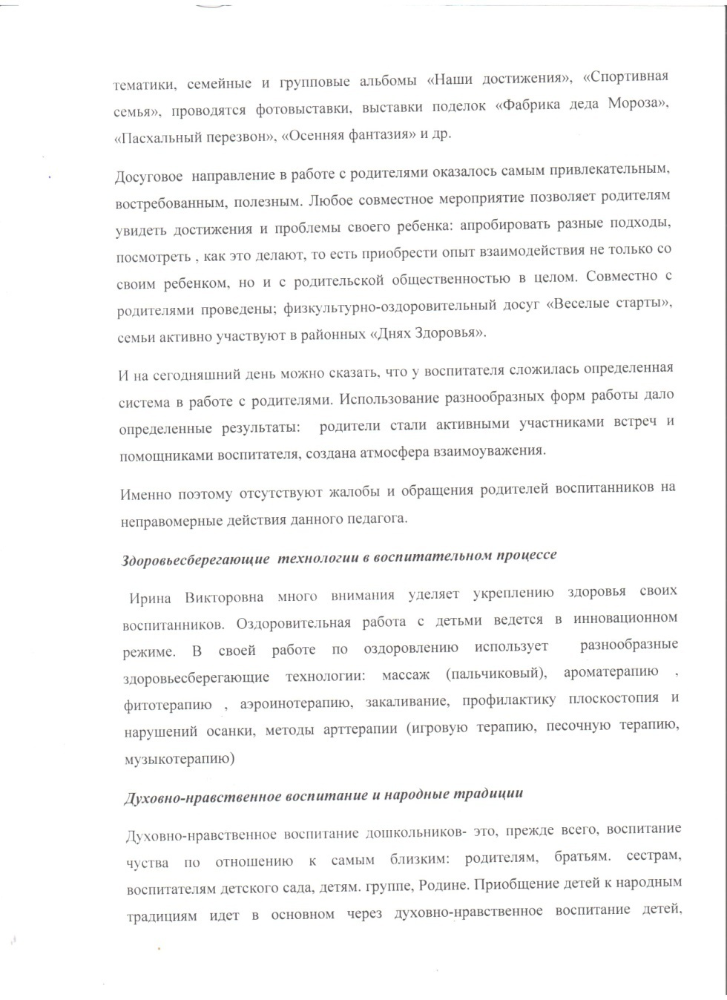 тематики, семейные и групповые альбомы «Наши достижения», «Спортивная
семья», проводятся фотовыставки, выставки поделок «Фабрика деда Мороза»,
«Пасхальный перезвон», «Осенняя фантазия» и др.
Досуговое направление в работе с родителями оказалось самым привлекательным,
востребованным, полезным. Любое совместное мероприятие позволяет родителям
увидеть достижения и проблемы своего ребенка: апробировать разные подходы,
посмотреть , как это делают, то есть приобрести опыт взаимодействия не только со
своим ребенком, но и с родительской общественностью в целом. Совместно с
родителями проведены; физкультурно-оздоровительный досуг «Веселые старты»,
семьи активно участвуют в районных «Днях Здоровья».
И на сегодняшний день можно сказать, что у воспитателя сложилась определенная
система в работе с родителями. Использование разнообразных форм работы дало
определенные результаты: родители стали активными участниками встреч и
помощниками воспитателя, создана атмосфера взаимоуважения.
Именно поэтому отсутствуют жалобы и обращения родителей воспитанников на
неправомерные действия данного педагога.
Здоровьесберегающие технологии в воспитательном процессе
Ирина Викторовна много внимания уделяет укреплению здоровья своих
воспитанников. Оздоровительная работа с детьми ведется в инновационном
режиме. В своей работе по оздоровлению использует разнообразные
здоровьесберегающие технологии: массаж (пальчиковый), ароматерапию ,
фитотерапию , аэроинотерапию, закаливание, профилактику плоскостопия и
нарушений осанки, методы арттерапии (игровую терапию, песочную терапию,
музыкотерапию)
Духовно-нравственное воспитание и народные традиции
Духовно-нравственное воспитание дошкольников- это, прежде всего, воспитание
чуства по отношению к самым близким: родителям, братьям. сестрам,
воспитателям детского сада, детям. группе, Родине. Приобщение детей к народным
традициям идет в основном через духовно-нравственное воспитание детей,